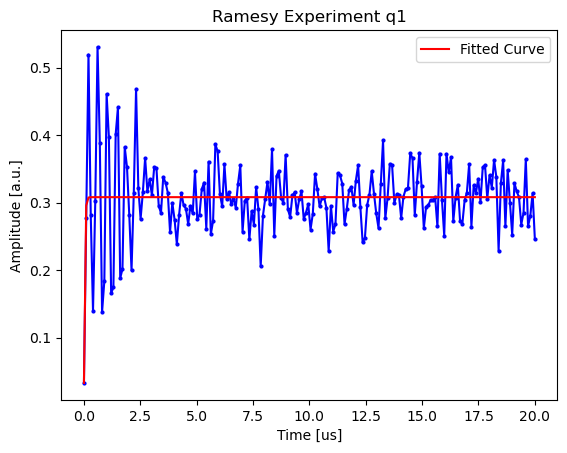 Ramesy Experiment q1
Fitted Curve
Amplitude [a.u.]
0.5
0.4
0.3
0.2
0.1
0.0 2.5 5.0 7.5 10.0 12.5 15.0 17.5 20.0
Time [us]